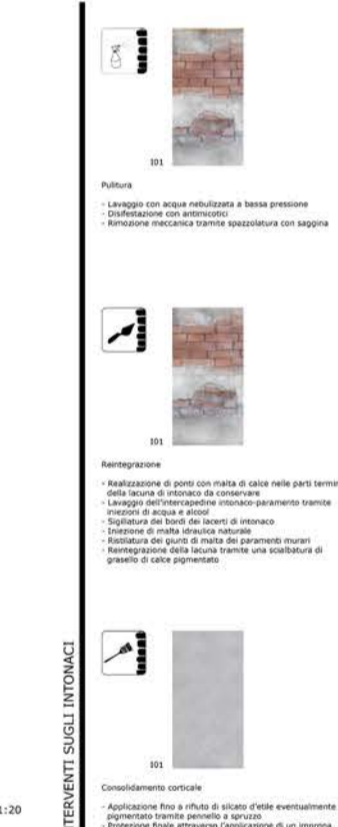 I01
Pulitura
- Lavaggio con acqua nebulizzata a bassa pressione
- Disifestazione con antimicotici
- Rimozione meccanica tramite spazzolatura con saggina
I01
Reintegrazione
- Realizzazione di ponti con malta di calce nelle parti termin
della lacuna di intonaco da conservare
- Lavaggio dell'intercapedine intonaco-paramento tramite
iniezioni di acqua e alcool
- Sigillatura dei bordi dei lacerti di intonaco
- Iniezione di malta idraulica naturale
- Ristilatura dei giunti di malta dei paramenti murari
- Reintegrazione della lacuna tramite una scialbatura di
grasello di calce pigmentato
I01
Consolidamento corticale
- Applicazione fino a rifiuto di silcato d'etile eventualmente
pigmentato tramite pennello a spruzzo
- Protezione finale attraverso l'applicazione di un impregna
TERVENTI SUGLI INTONACI
1:20